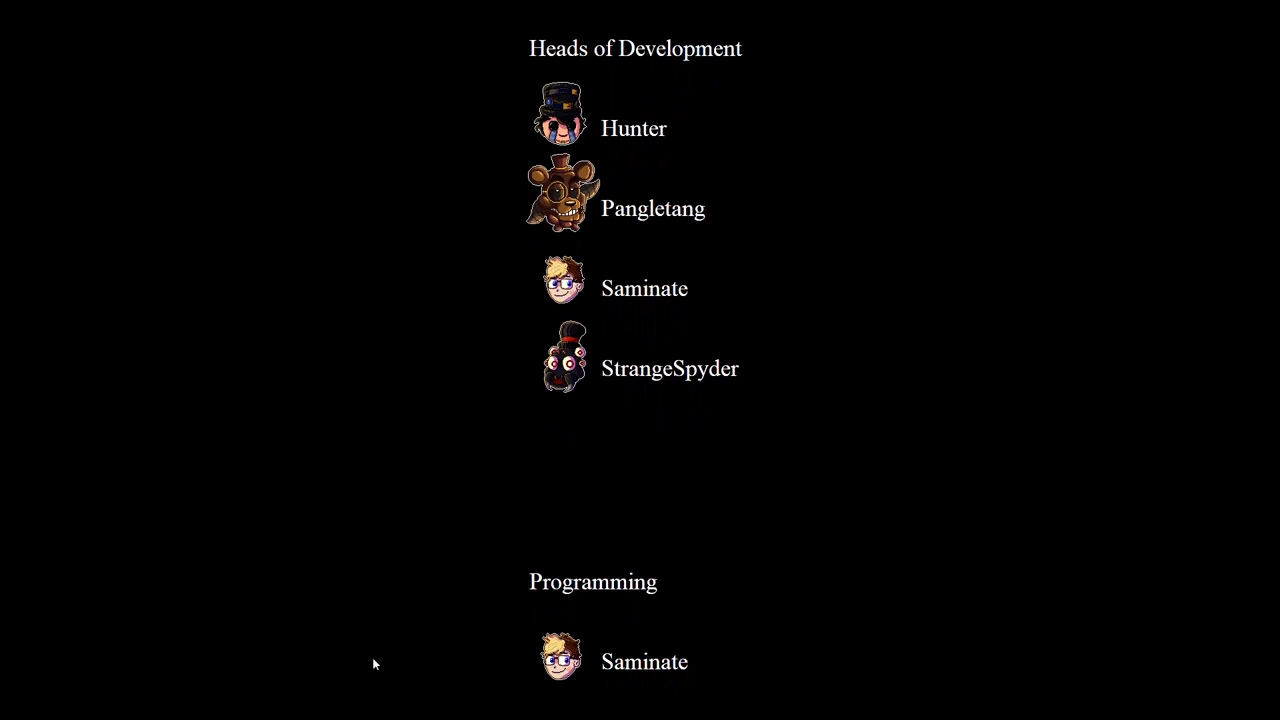 Heads of Development
Hunter
Pangletang
Saminate
StrangeSpyder
Programming
Saminate